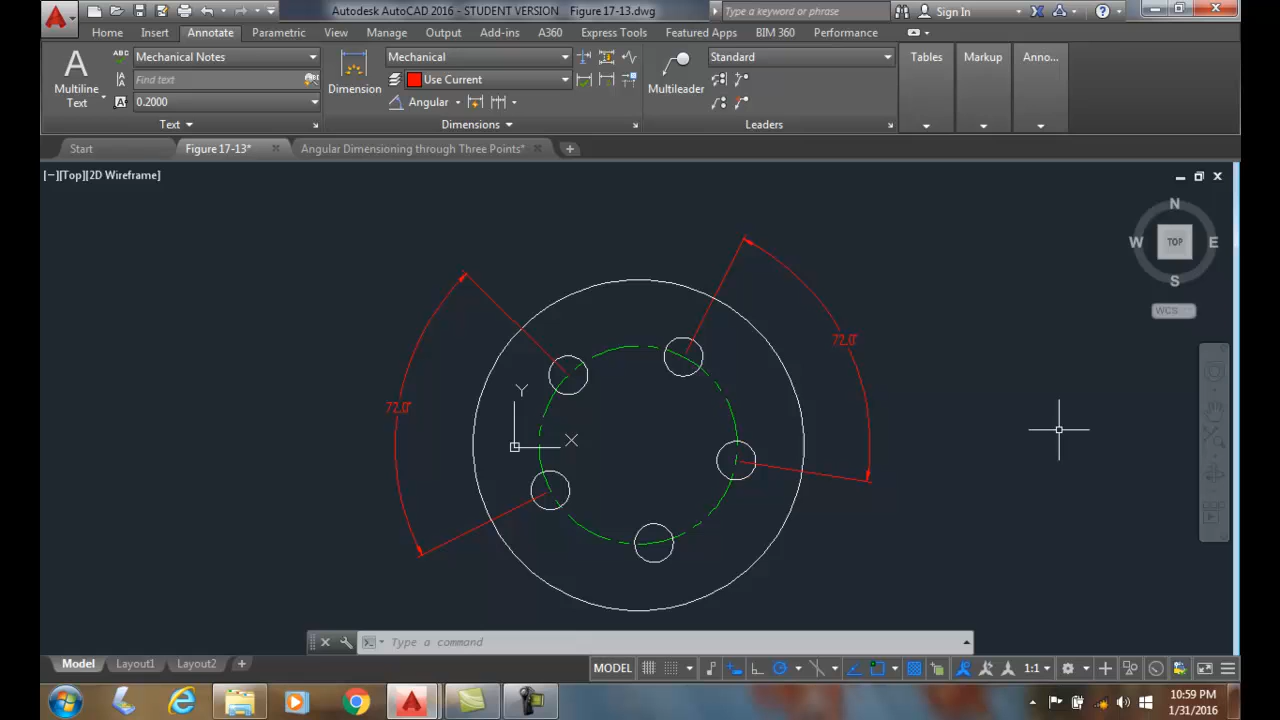 Autodesk AutoCAD 2016 - STUDENT VERSION Figure 17-13.dwg
Type a keyword or phrase
Sign In
Home Insert Annotate Parametric View Manage Output Add-ins A360 Express Tools Featured Apps BIM 360 Performance
A
Multiline
Text
ABC
Mechanical Notes
Find text
0.2000
Text
Dimension
Mechanical
Use Current
Angular
Dimensions
Multileader
Standard
Leaders
Tables
Markup
Anno...
Start
Figure 17-13*
Angular Dimensioning through Three Points*
[−][Top][2D Wireframe]
N
W TOP E
S
WCS
72.0°
72.0°
Y
X
Type a command
Model Layout1 Layout2
MODEL
1:1
10:59 PM
1/31/2016